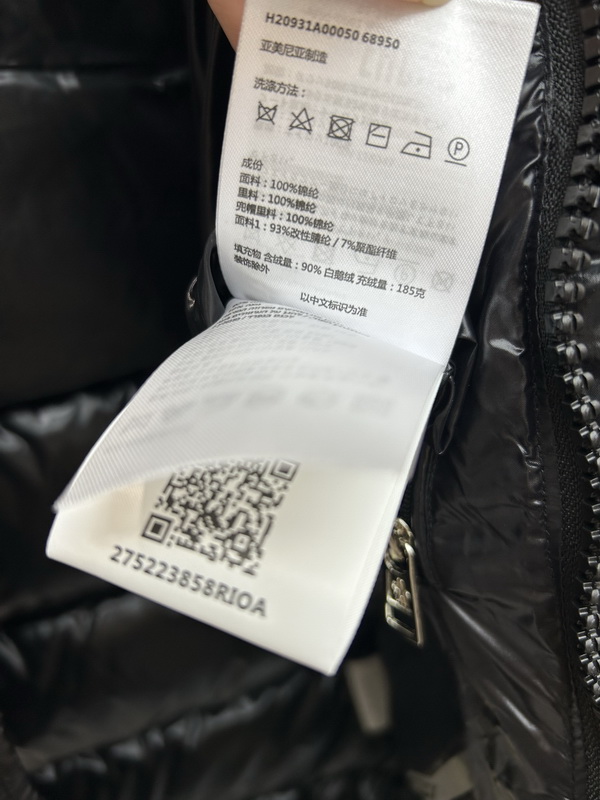 H20931A00050 68950
亚美尼亚制造
洗涤方法：
P
成份
面料：100%锦纶
里料：100%锦纶
兜帽里料：100%锦纶
面料1：93%改性腈纶 / 7%聚酯纤维
填充物 含绒量：90% 白鹅绒 充绒量：185克
装饰除外
以中文标识为准
275223858RIOA